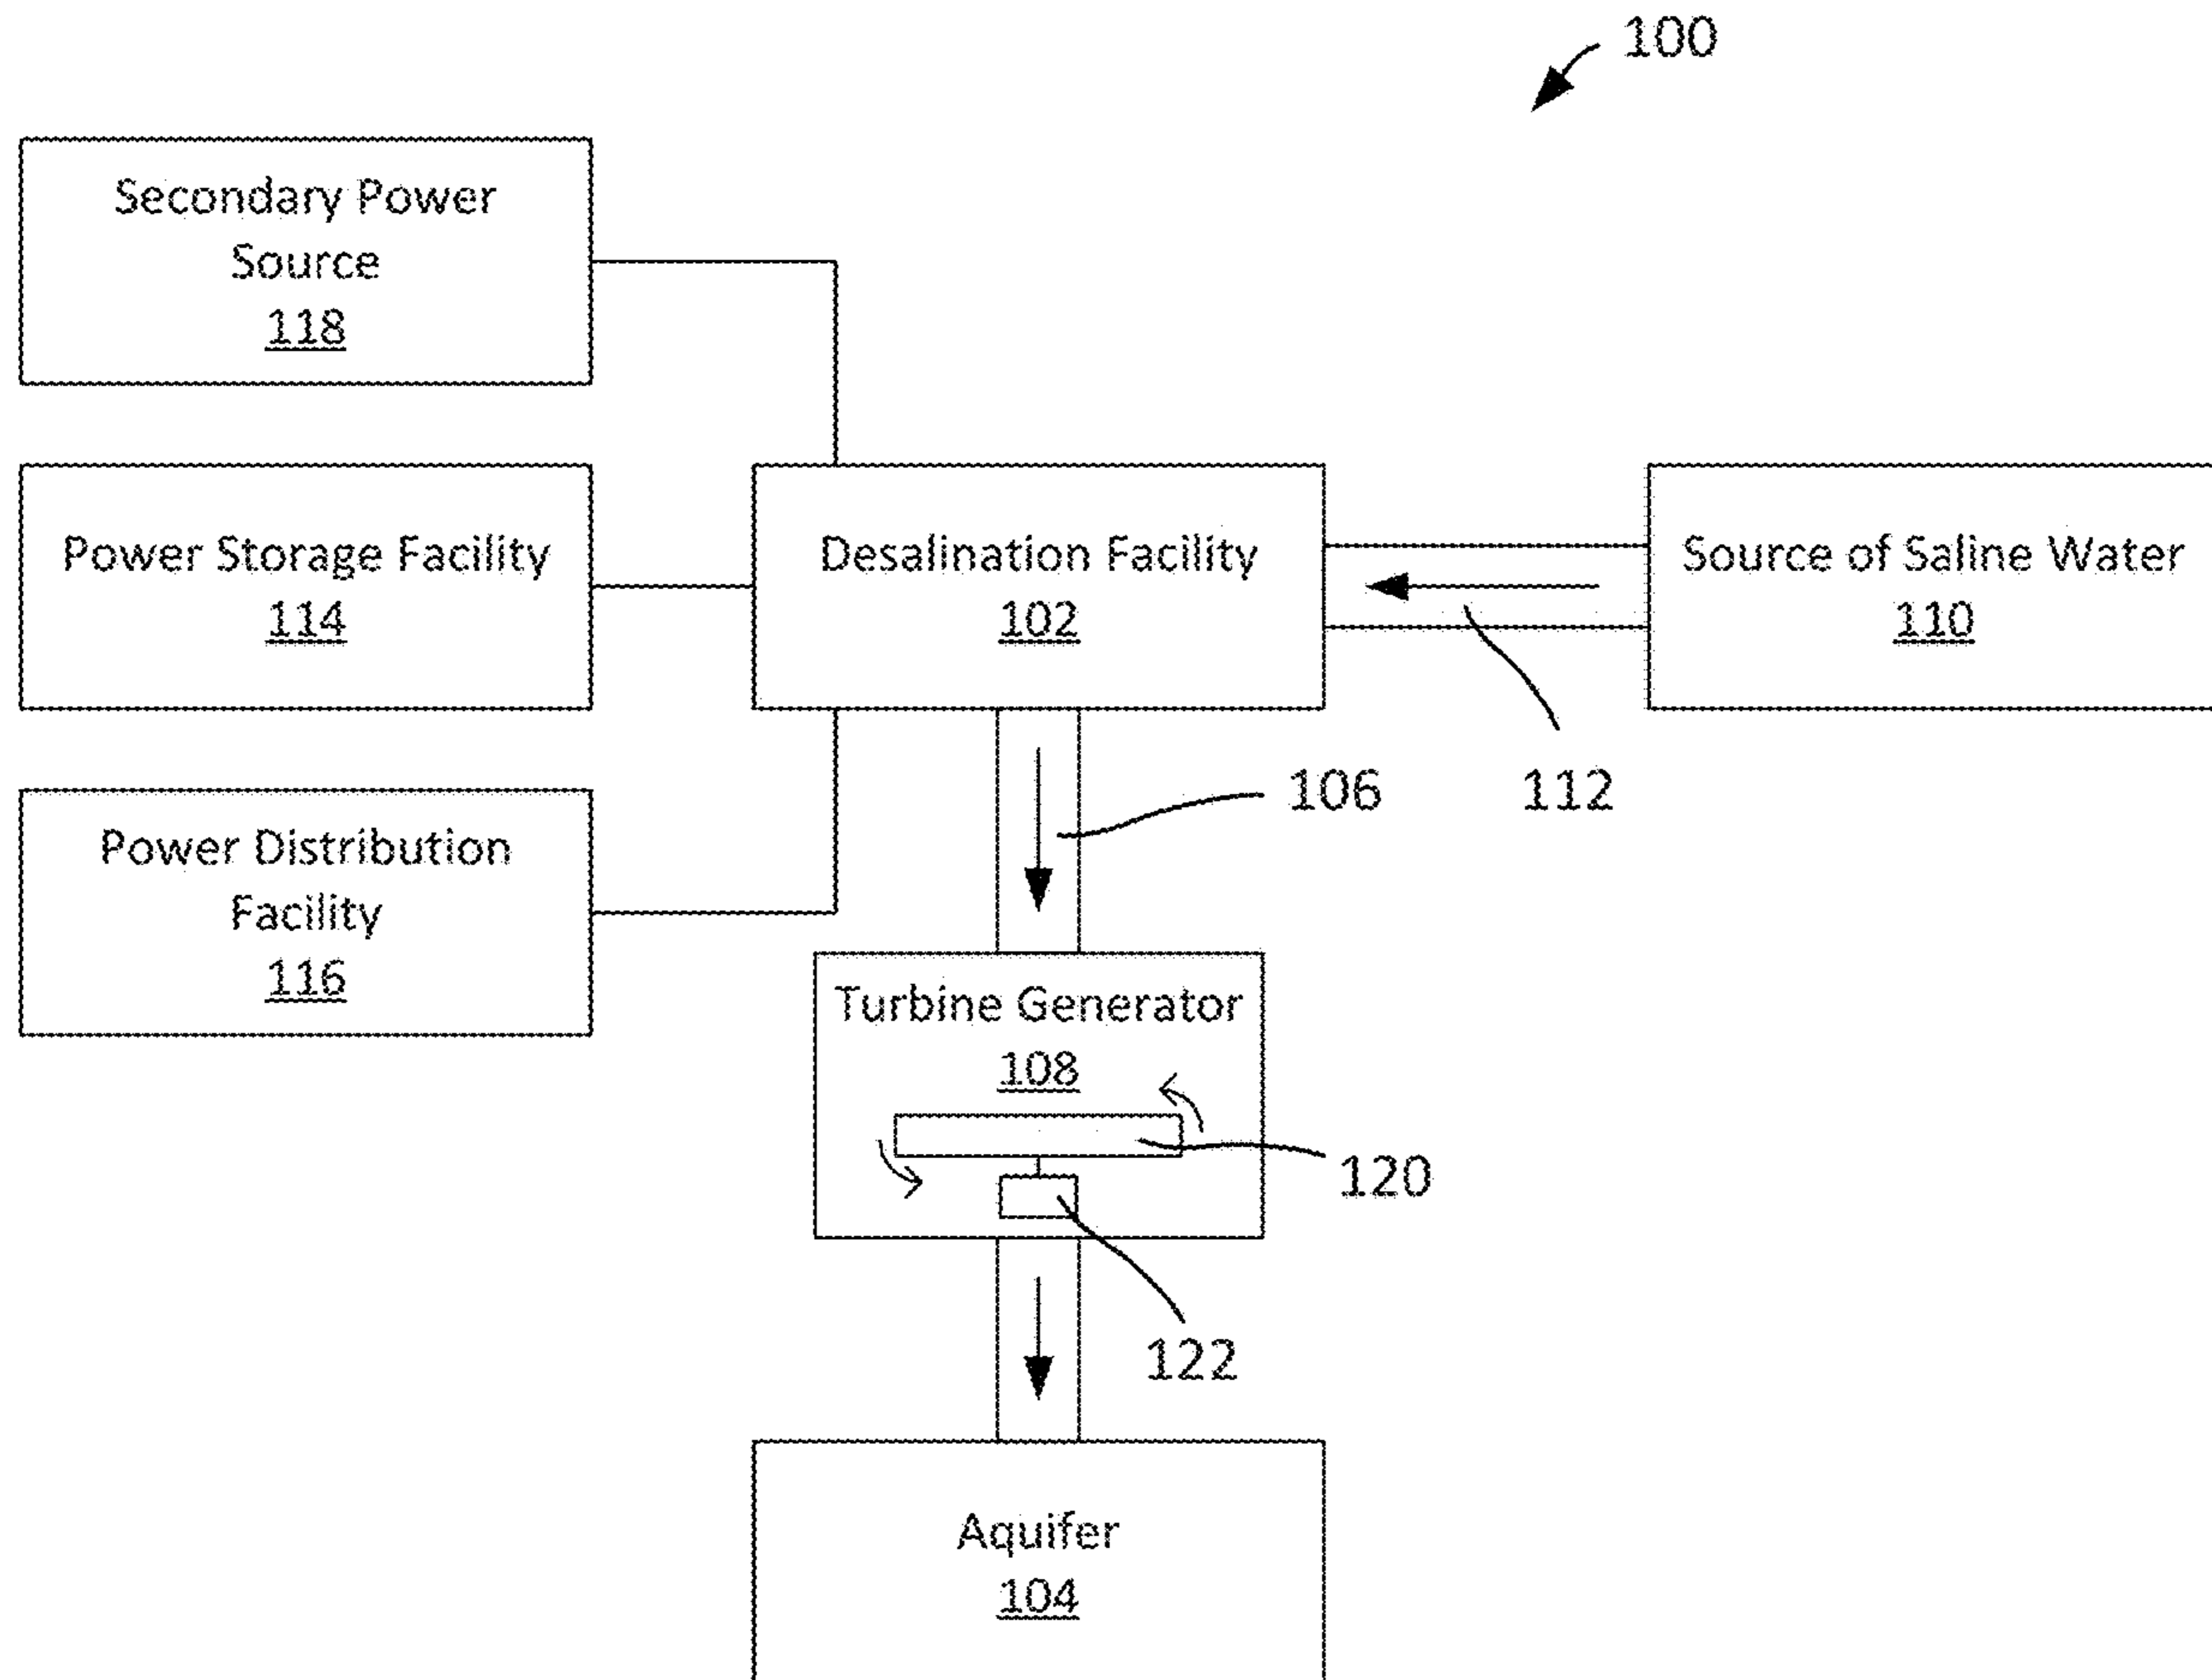 100
Secondary Power
Source
118
Power Storage Facility
114
Desalination Facility
102
Source of Saline Water
110
106
112
Power Distribution
Facility
116
Turbine Generator
108
120
122
Aquifer
104